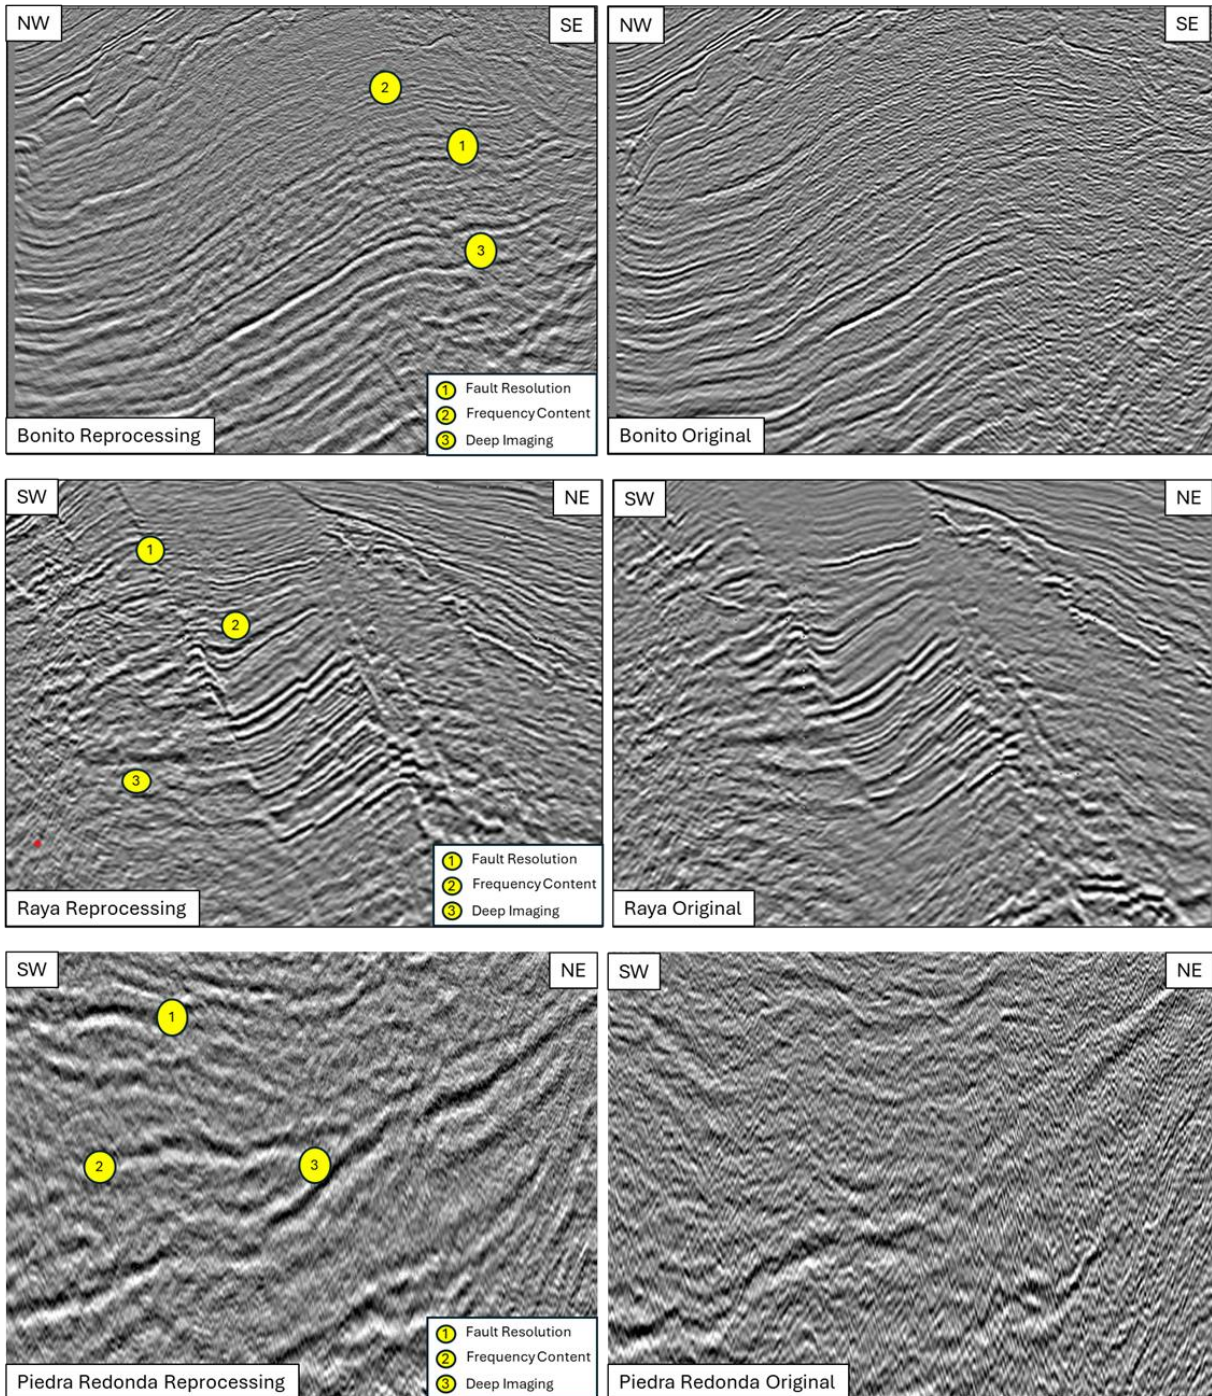 NW
SE
2
1
3
1 Fault Resolution
2 Frequency Content
3 Deep Imaging
Bonito Reprocessing
NW
SE
Bonito Original
SW
NE
1
2
3
1 Fault Resolution
2 Frequency Content
3 Deep Imaging
Raya Reprocessing
SW
NE
Raya Original
SW
NE
1
2
3
1 Fault Resolution
2 Frequency Content
3 Deep Imaging
Piedra Redonda Reprocessing
SW
NE
Piedra Redonda Original